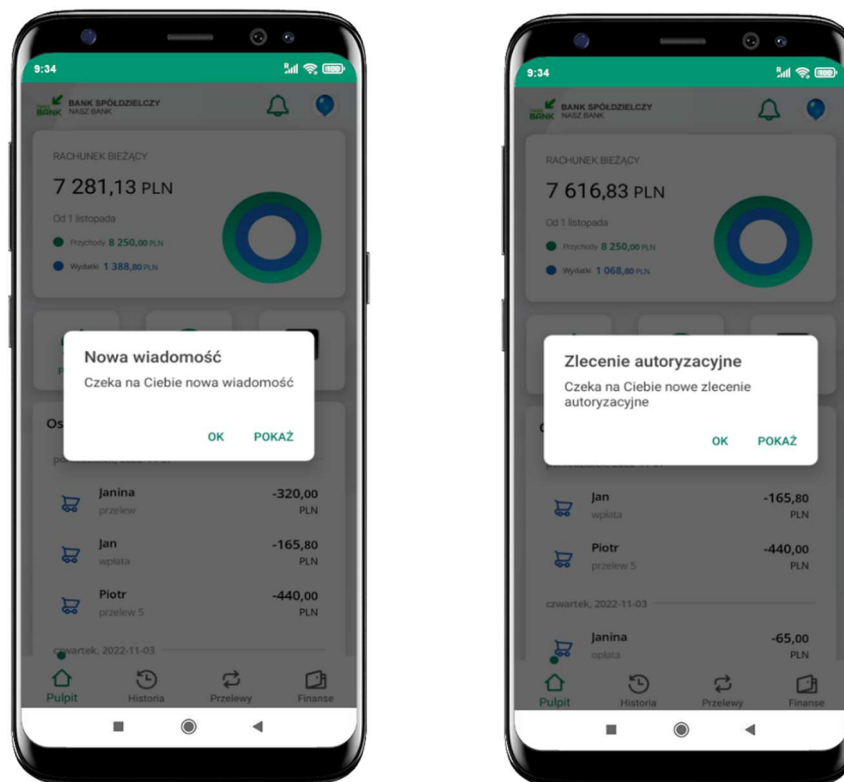 9:34
nasz BANK
BANK SPÓŁDZIELCZY
NASZ BANK
RACHUNEK BIEŻĄCY
7 281,13 PLN
Od 1 listopada
Przychody 8 250,00 PLN
Wydatki 1 388,80 PLN
Nowa wiadomość
Czeka na Ciebie nowa wiadomość
OK POKAŻ
Os
Janina -320,00
przelew PLN
Jan -165,80
wpłata PLN
Piotr -440,00
przelew 5 PLN
czwartek, 2022-11-03
Pulpit Historia Przelewy Finanse
9:34
nasz BANK
BANK SPÓŁDZIELCZY
NASZ BANK
RACHUNEK BIEŻĄCY
7 616,83 PLN
Od 1 listopada
Przychody 8 250,00 PLN
Wydatki 1 068,80 PLN
Zlecenie autoryzacyjne
Czeka na Ciebie nowe zlecenie
autoryzacyjne
OK POKAŻ
Jan -165,80
wpłata PLN
Piotr -440,00
przelew 5 PLN
czwartek, 2022-11-03
Janina -65,00
opłata PLN
Pulpit Historia Przelewy Finanse